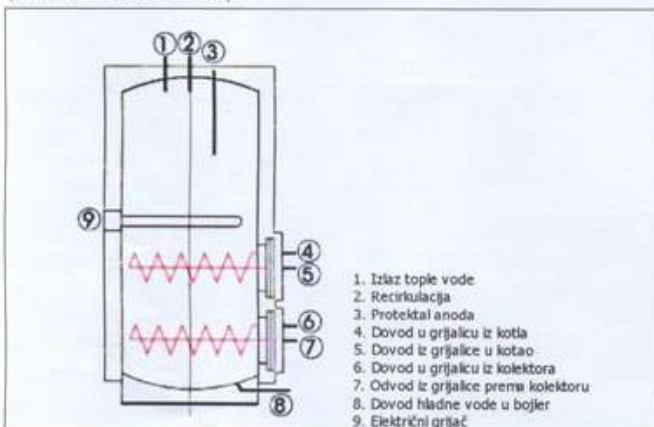 1
2
3
9
4
5
6
7
8
1. Izlaz tople vode
2. Recirkulacija
3. Protektal anoda
4. Dovod u grijalicu iz kotla
5. Dovod iz grijalice u kotao
6. Dovod u grijalicu iz kolektora
7. Odvod iz grijalice prema kolektoru
8. Dovod hladne vode u bojler
9. Električni grijač